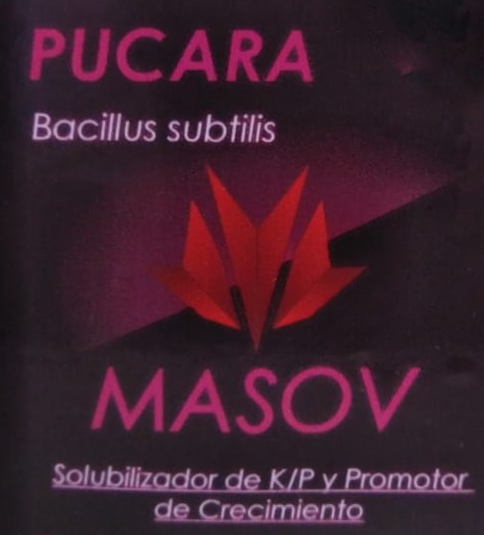 PUCARA
Bacillus subtilis
MASOV
Solubilizador de K/P y Promotor
de Crecimiento